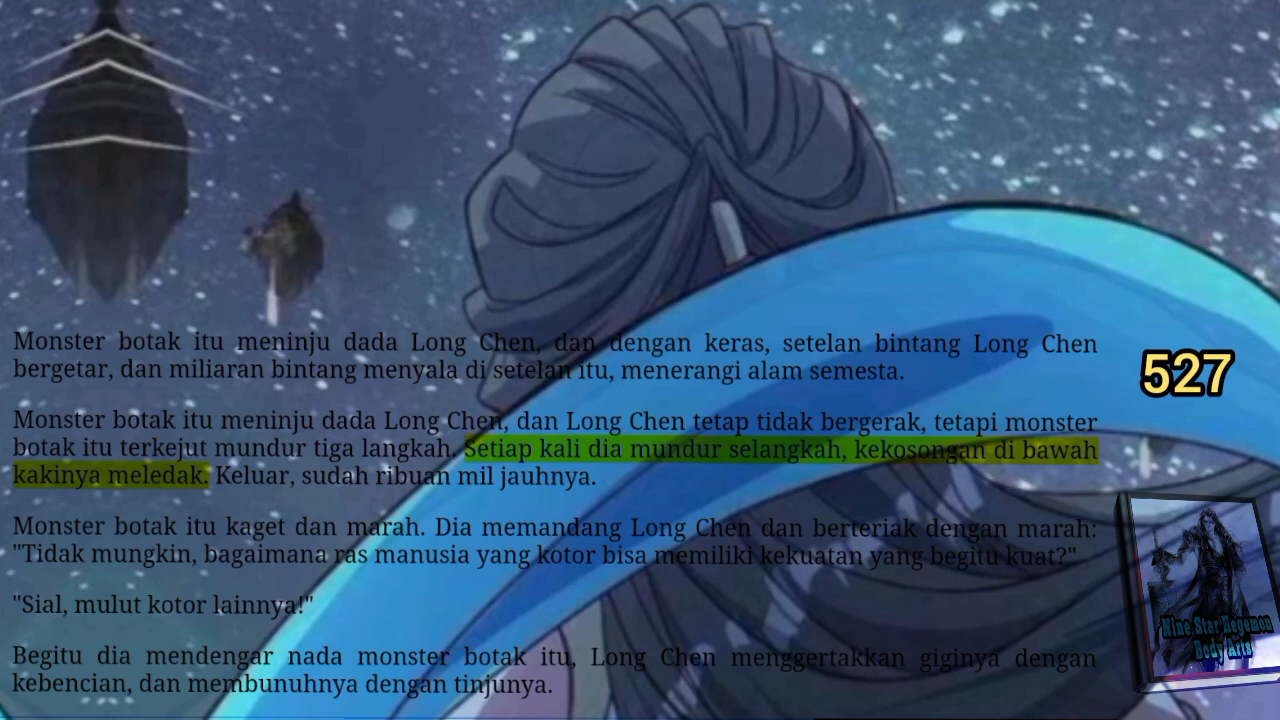 Monster botak itu meninju dada Long Chen, dan dengan keras, setelan bintang Long Chen
bergetar, dan miliaran bintang menyala di setelan itu, menerangi alam semesta.
Monster botak itu meninju dada Long Chen, dan Long Chen tetap tidak bergerak, tetapi monster
botak itu terkejut mundur tiga langkah. Setiap kali dia mundur selangkah, kekosongan di bawah
kakinya meledak. Keluar, sudah ribuan mil jauhnya.
Monster botak itu kaget dan marah. Dia memandang Long Chen dan berteriak dengan marah:
"Tidak mungkin, bagaimana ras manusia yang kotor bisa memiliki kekuatan yang begitu kuat?"
"Sial, mulut kotor lainnya!"
Begitu dia mendengar nada monster botak itu, Long Chen menggertakkan giginya dengan
kebencian, dan membunuhnya dengan tinjunya.
527
Nine Star Hegemon
Body Arts